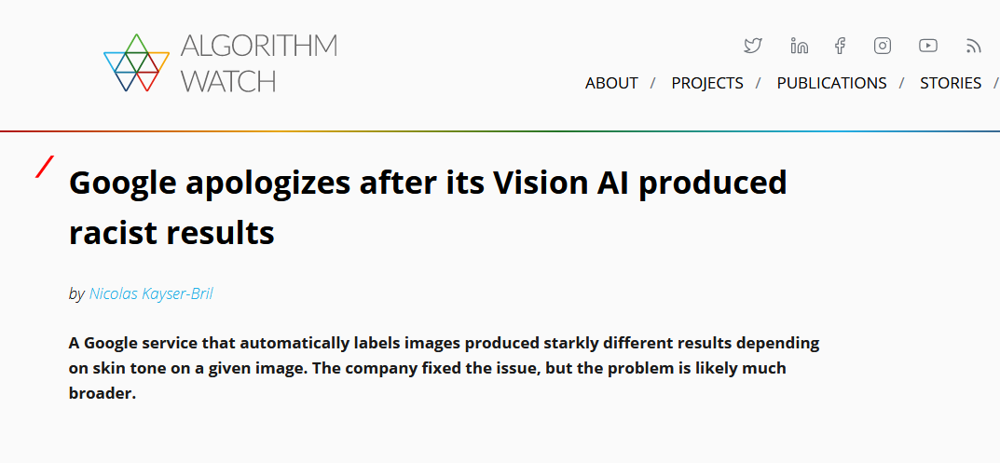 ALGORITHM
WATCH
ABOUT / PROJECTS / PUBLICATIONS / STORIES /
/
Google apologizes after its Vision AI produced
racist results
by Nicolas Kayser-Bril
A Google service that automatically labels images produced starkly different results depending
on skin tone on a given image. The company fixed the issue, but the problem is likely much
broader.